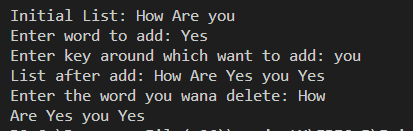 Initial List: How Are you
Enter word to add: Yes
Enter key around which want to add: you
List after add: How Are Yes you Yes
Enter the word you wana delete: How
Are Yes you Yes